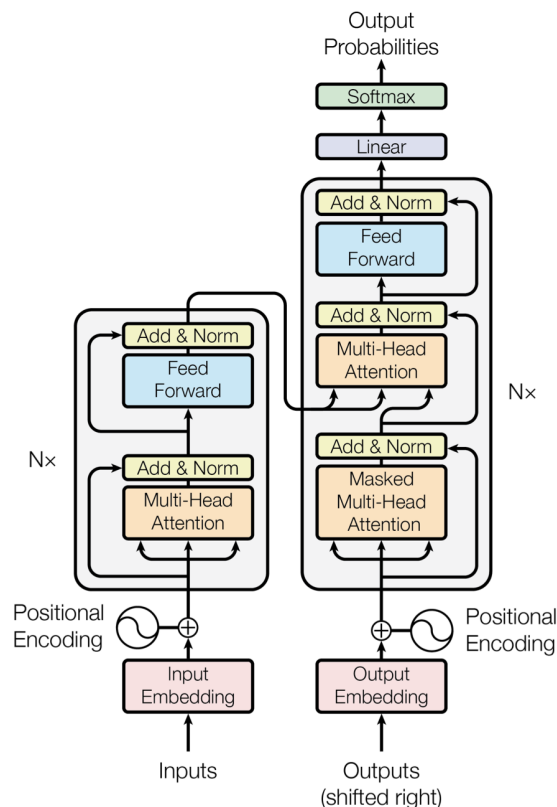 Output
Probabilities
Softmax
Linear
Add & Norm
Feed
Forward
Add & Norm
Multi-Head
Attention
Add & Norm
Masked
Multi-Head
Attention
N×
Add & Norm
Feed
Forward
N×
Add & Norm
Multi-Head
Attention
Positional
Encoding
Positional
Encoding
Input
Embedding
Output
Embedding
Inputs
Outputs
(shifted right)